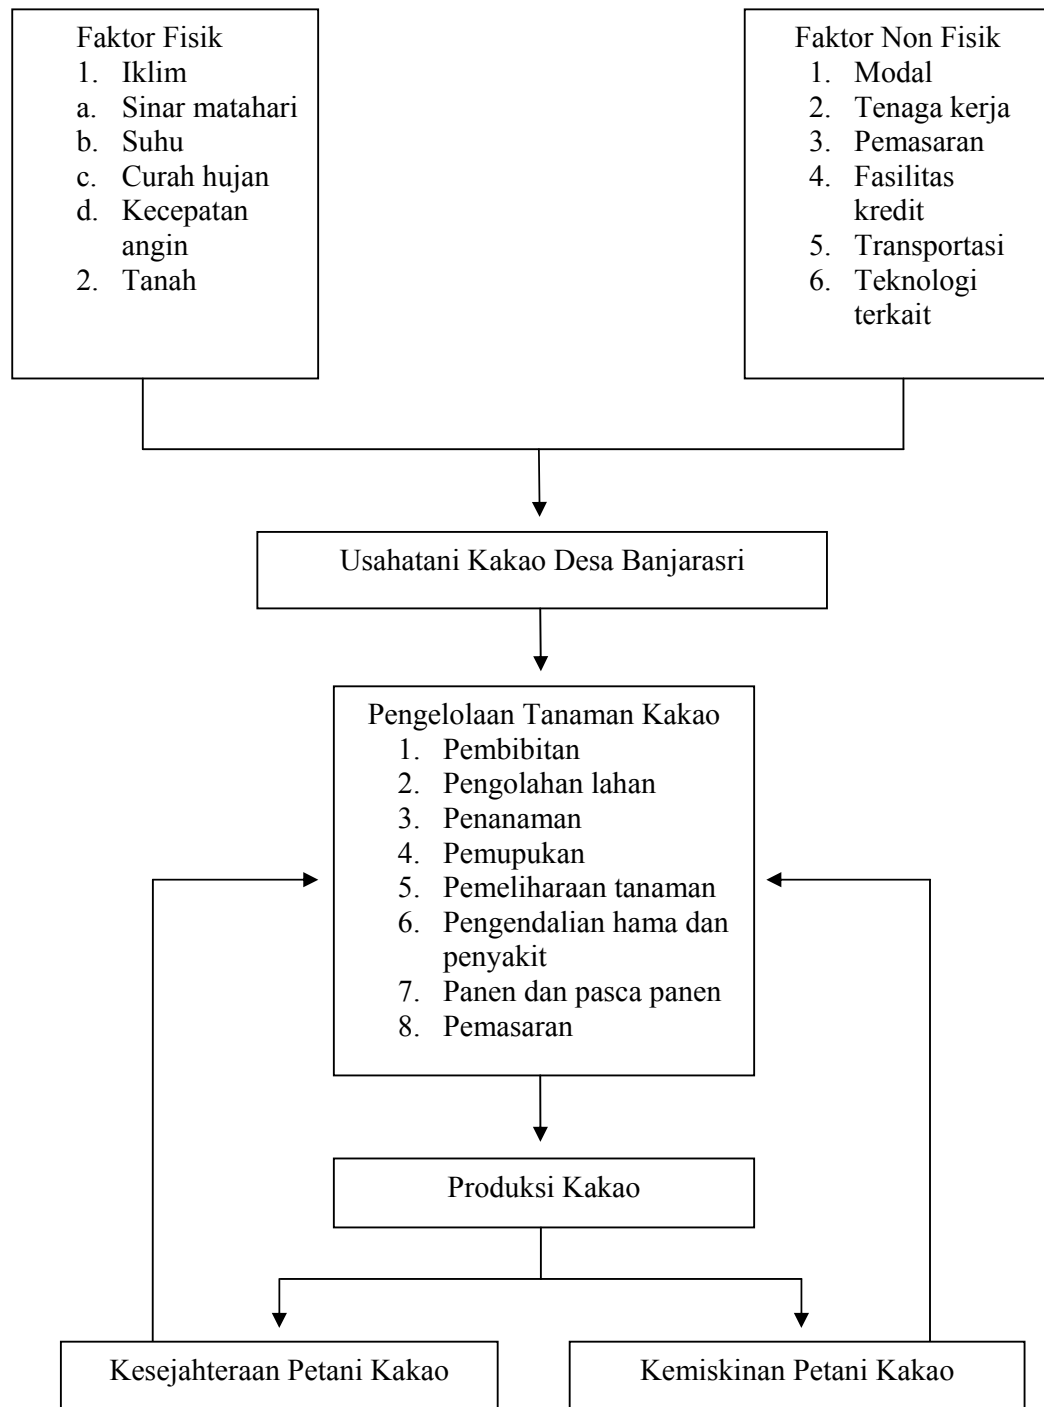 Faktor Fisik
1. Iklim
a. Sinar matahari
b. Suhu
c. Curah hujan
d. Kecepatan
angin
2. Tanah
Faktor Non Fisik
1. Modal
2. Tenaga kerja
3. Pemasaran
4. Fasilitas
kredit
5. Transportasi
6. Teknologi
terkait
Usahatani Kakao Desa Banjarasri
Pengelolaan Tanaman Kakao
1. Pembibitan
2. Pengolahan lahan
3. Penanaman
4. Pemupukan
5. Pemeliharaan tanaman
6. Pengendalian hama dan
penyakit
7. Panen dan pasca panen
8. Pemasaran
Produksi Kakao
Kesejahteraan Petani Kakao
Kemiskinan Petani Kakao